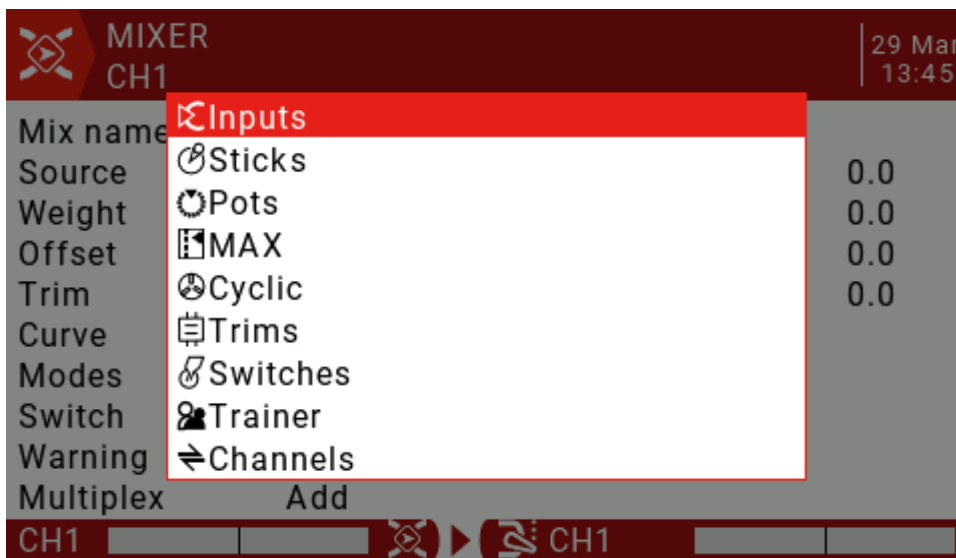 MIXER
CH1
29 Mar
13:45
Mix name
Source 0.0
Weight 0.0
Offset 0.0
Trim 0.0
Curve
Modes
Switch
Warning
Multiplex Add
Inputs
Sticks
Pots
MAX
Cyclic
Trims
Switches
Trainer
Channels
CH1 CH1